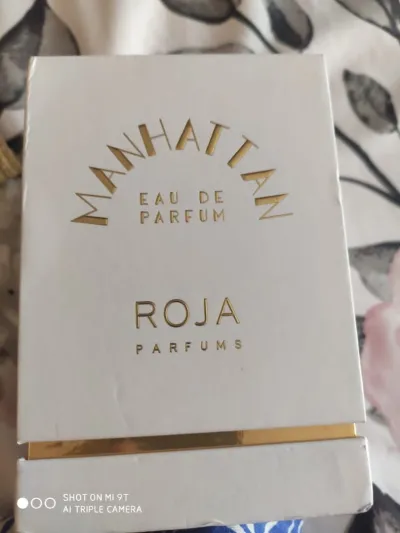 MANHATTAN
EAU DE
PARFUM
ROJA
PARFUMS
SHOT ON MI 9T
AI TRIPLE CAMERA